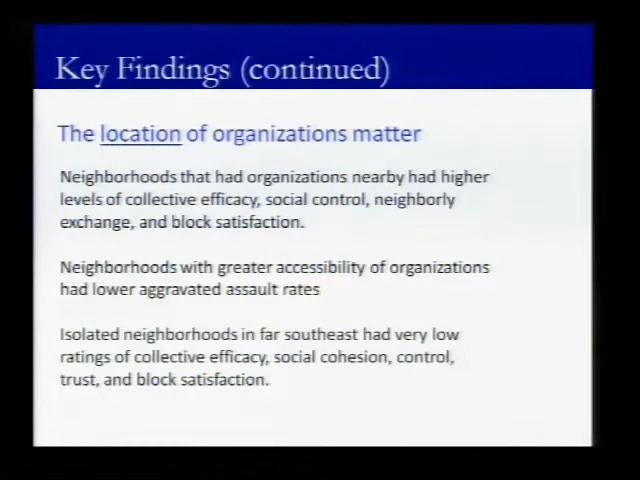 Key Findings (continued)
The location of organizations matter
Neighborhoods that had organizations nearby had higher
levels of collective efficacy, social control, neighborly
exchange, and block satisfaction.
Neighborhoods with greater accessibility of organizations
had lower aggravated assault rates
Isolated neighborhoods in far southeast had very low
ratings of collective efficacy, social cohesion, control,
trust, and block satisfaction.